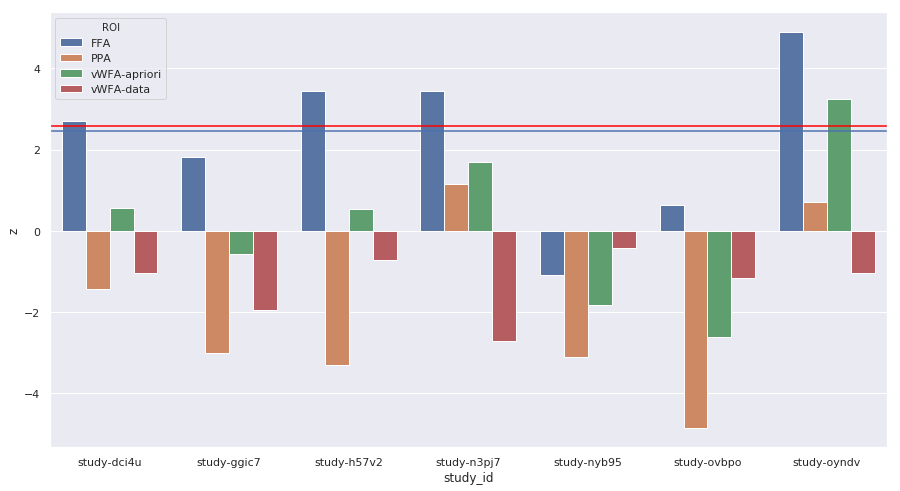 ROI
FFA
PPA
vWFA-apriori
vWFA-data
4
2
0
−2
−4
z
study-dci4u
study-ggic7
study-h57v2
study-n3pj7
study-nyb95
study-ovbpo
study-oyndv
study_id